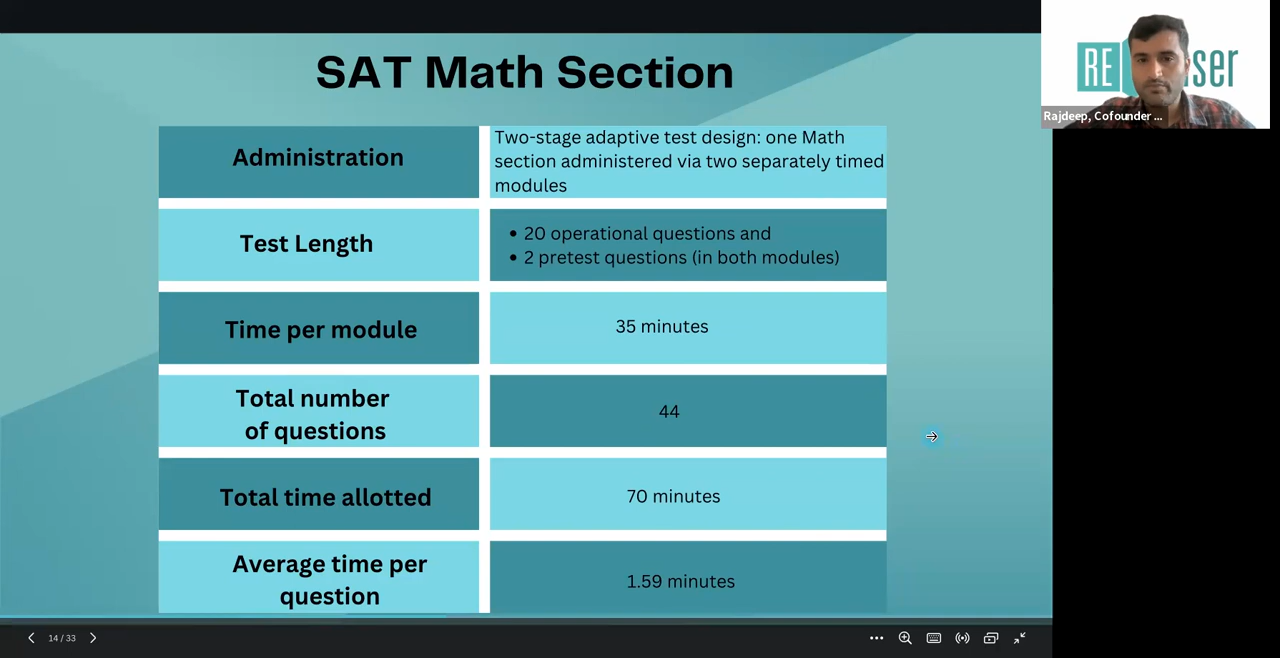 SAT Math Section
Administration
Two-stage adaptive test design: one Math
section administered via two separately timed
modules
Test Length
• 20 operational questions and
• 2 pretest questions (in both modules)
Time per module
35 minutes
Total number
of questions
44
Total time allotted
70 minutes
Average time per
question
1.59 minutes
RE
ser
Rajdeep, Cofounder ...
14 / 33